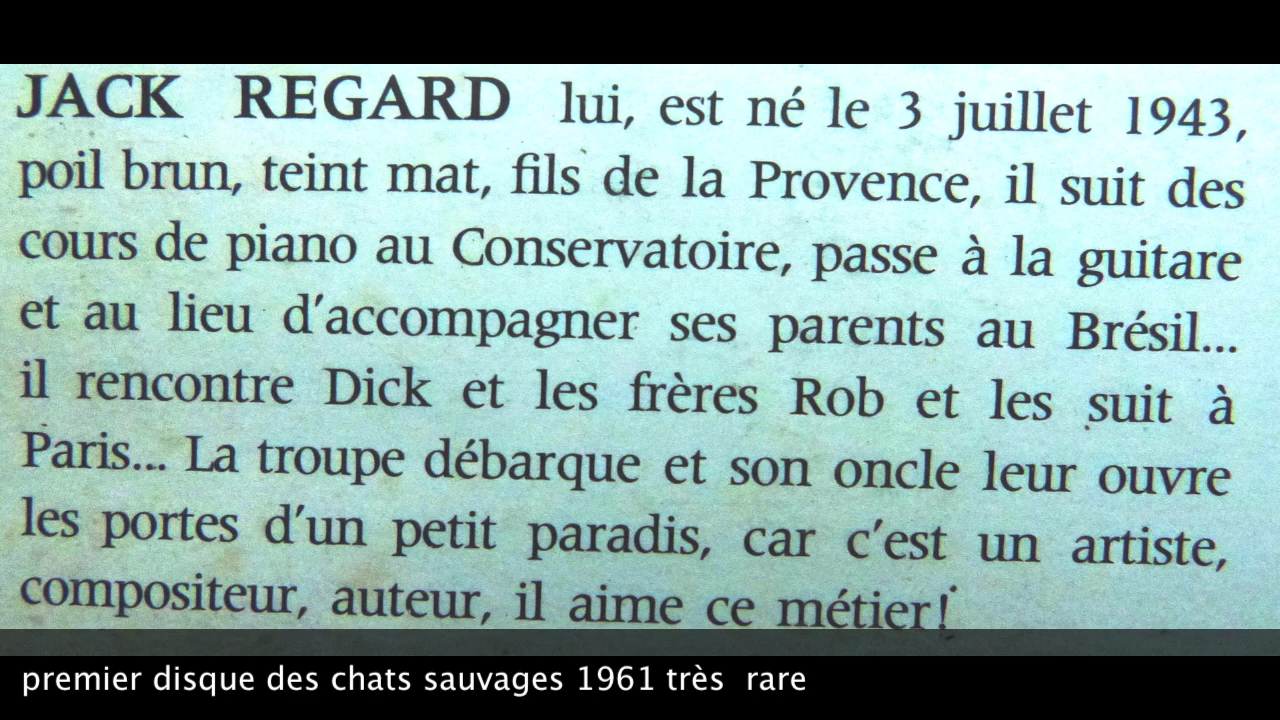 JACK REGARD lui, est né le 3 juillet 1943,
poil brun, teint mat, fils de la Provence, il suit des
cours de piano au Conservatoire, passe à la guitare
et au lieu d'accompagner ses parents au Brésil...
il rencontre Dick et les frères Rob et les suit à
Paris... La troupe débarque et son oncle leur ouvre
les portes d'un petit paradis, car c'est un artiste,
compositeur, auteur, il aime ce métier!
premier disque des chats sauvages 1961 très rare